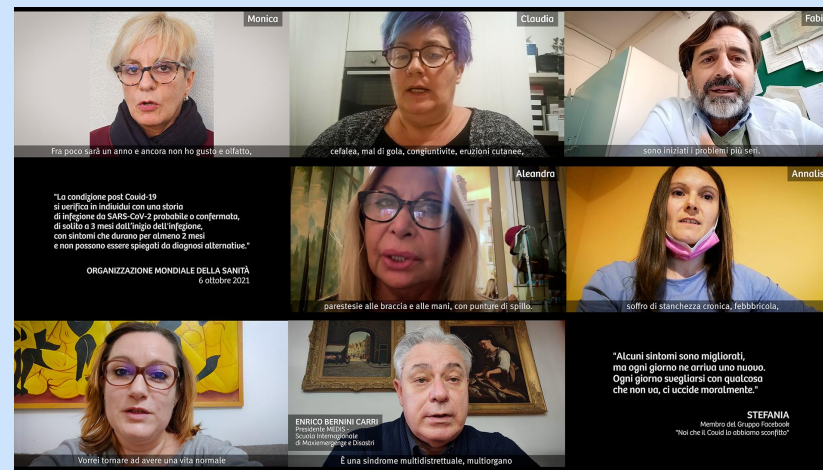 Monica
Claudia
Fabi
Fra poco sarà un anno e ancora non ho gusto e olfatto,
cefalea, mal di gola, congiuntivite, eruzioni cutanee,
sono iniziati i problemi più seri.
"La condizione post Covid-19
si verifica in individui con una storia
di infezione da SARS-CoV-2 probabile o confermata,
di solito a 3 mesi dall'inizio dell'infezione,
con sintomi che durano per almeno 2 mesi
e non possono essere spiegati da diagnosi alternative."
ORGANIZZAZIONE MONDIALE DELLA SANITÀ
6 ottobre 2021
Aleandra
Annalis
parestesie alle braccia e alle mani, con punture di spillo.
soffro di stanchezza cronica, febbbricola,
Vorrei tornare ad avere una vita normale
ENRICO BERNINI CARRI
Presidente MEDIS -
Scuola Internazionale
di Maxiemergenze e Disastri
È una sindrome multidistrettuale, multiorgano
"Alcuni sintomi sono migliorati,
ma ogni giorno ne arriva uno nuovo.
Ogni giorno svegliarsi con qualcosa
che non va, ci uccide moralmente."
STEFANIA
Membro del Gruppo Facebook
"Noi che il Covid lo abbiamo sconfitto"